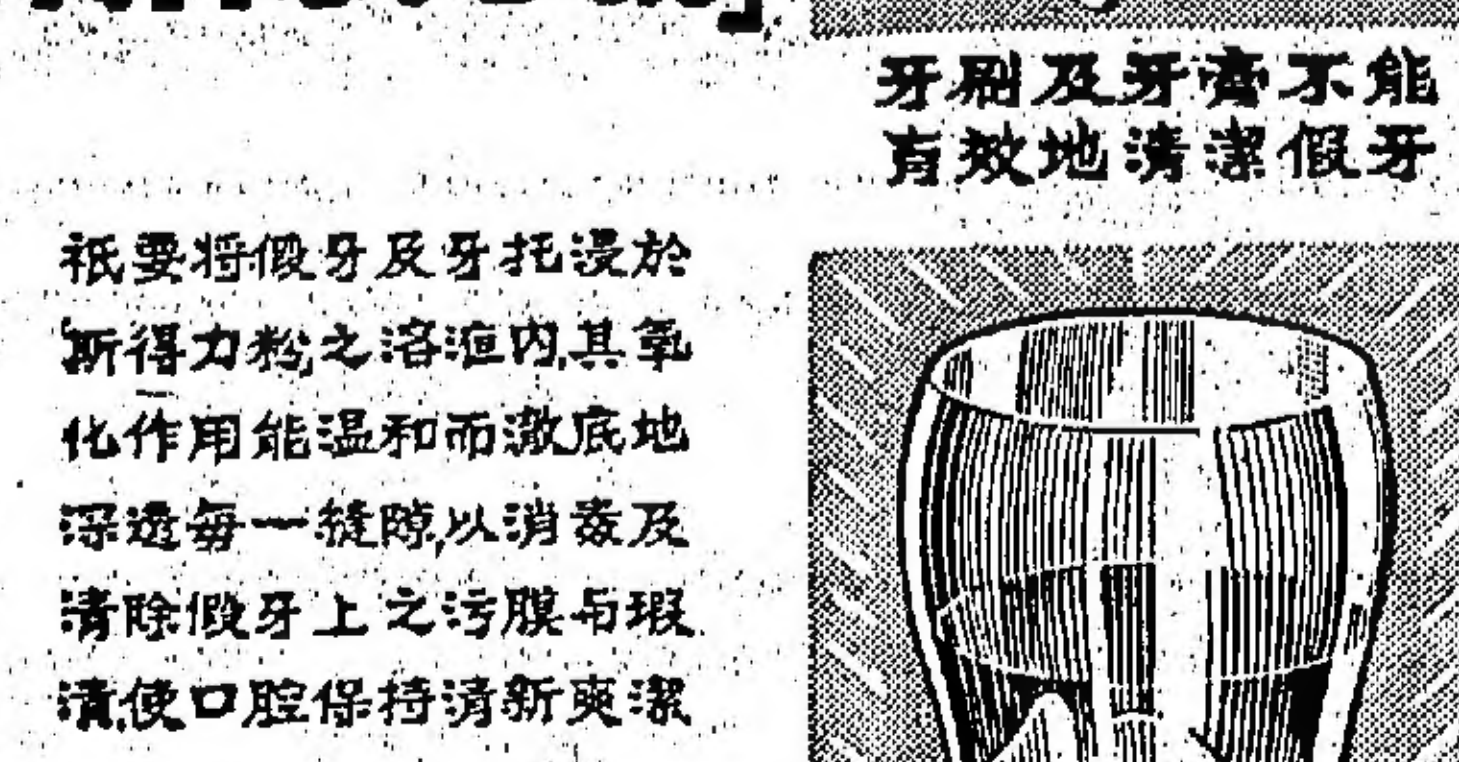 牙刷及牙膏不能
有效地清潔假牙
祇要將假牙及牙托浸於
斯得力粉之溶液內,其氧
化作用能温和而澈底地
深透每一縫隙,以消毒及
清除假牙上之污膜与瑕
漬,使口腔保持清新爽潔